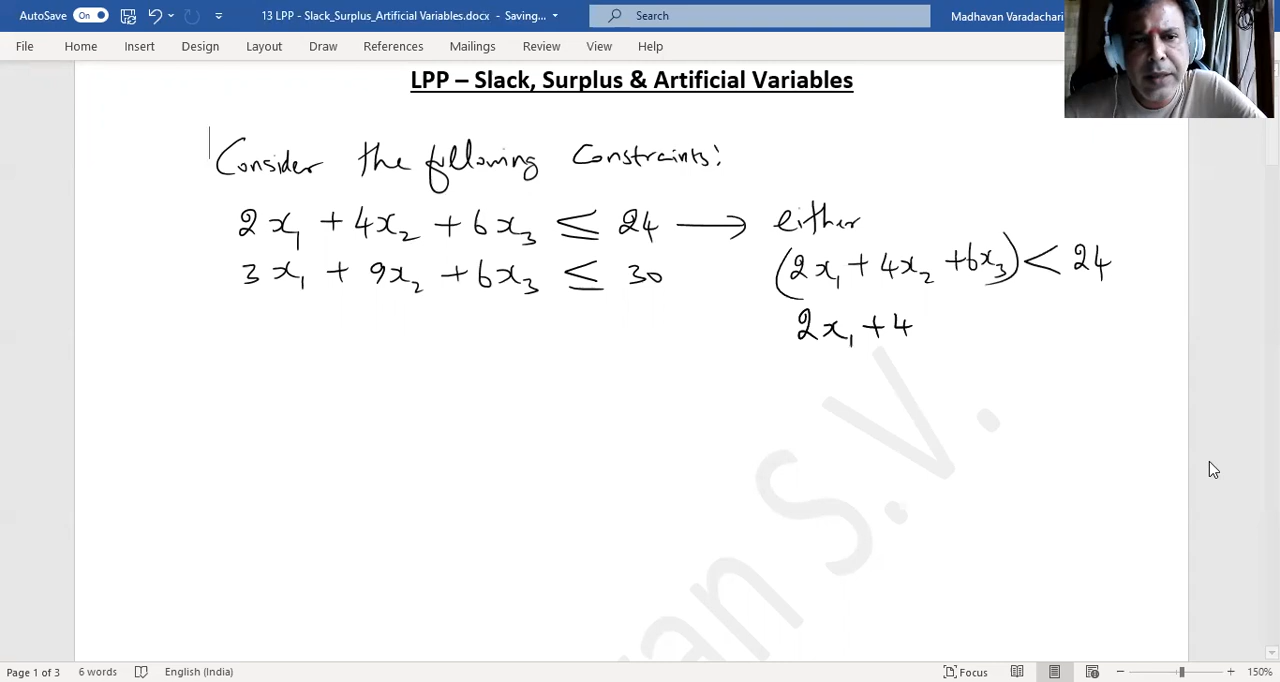 AutoSave On 13 LPP - Slack_Surplus_Artificial Variables.docx - Saving... Search Madhavan Varadachari
File Home Insert Design Layout Draw References Mailings Review View Help
LPP – Slack, Surplus & Artificial Variables
Consider the following Constraints:
2x₁ + 4x₂ + 6x₃ ≤ 24 → either
(2x₁ + 4x₂ + 6x₃) < 24
3x₁ + 9x₂ + 6x₃ ≤ 30
2x₁ + 4
an S.V.
Page 1 of 3 6 words English (India) Focus 150%